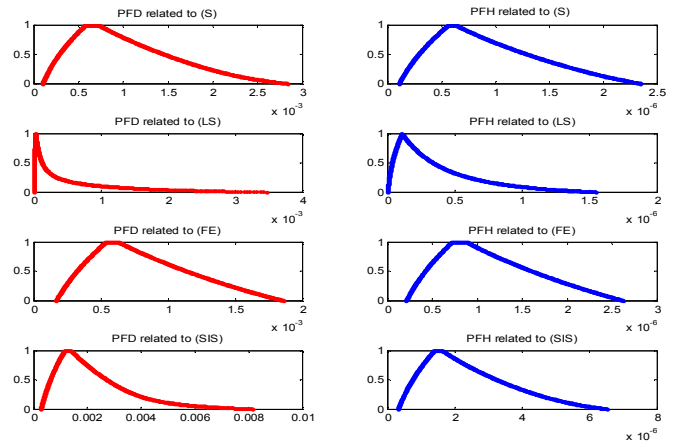 PFD related to (S)
1
0.5
0
0 0.5 1 1.5 2 2.5 3
x 10⁻³
PFH related to (S)
1
0.5
0
0 0.5 1 1.5 2 2.5
x 10⁻⁶
PFD related to (LS)
1
0.5
0
0 1 2 3 4
x 10⁻³
PFH related to (LS)
1
0.5
0
0 0.5 1 1.5 2
x 10⁻⁶
PFD related to (FE)
1
0.5
0
0 0.5 1 1.5 2
x 10⁻³
PFH related to (FE)
1
0.5
0
0 0.5 1 1.5 2 2.5 3
x 10⁻⁶
PFD related to (SIS)
1
0.5
0
0 0.002 0.004 0.006 0.008 0.01
PFH related to (SIS)
1
0.5
0
0 2 4 6 8
x 10⁻⁶